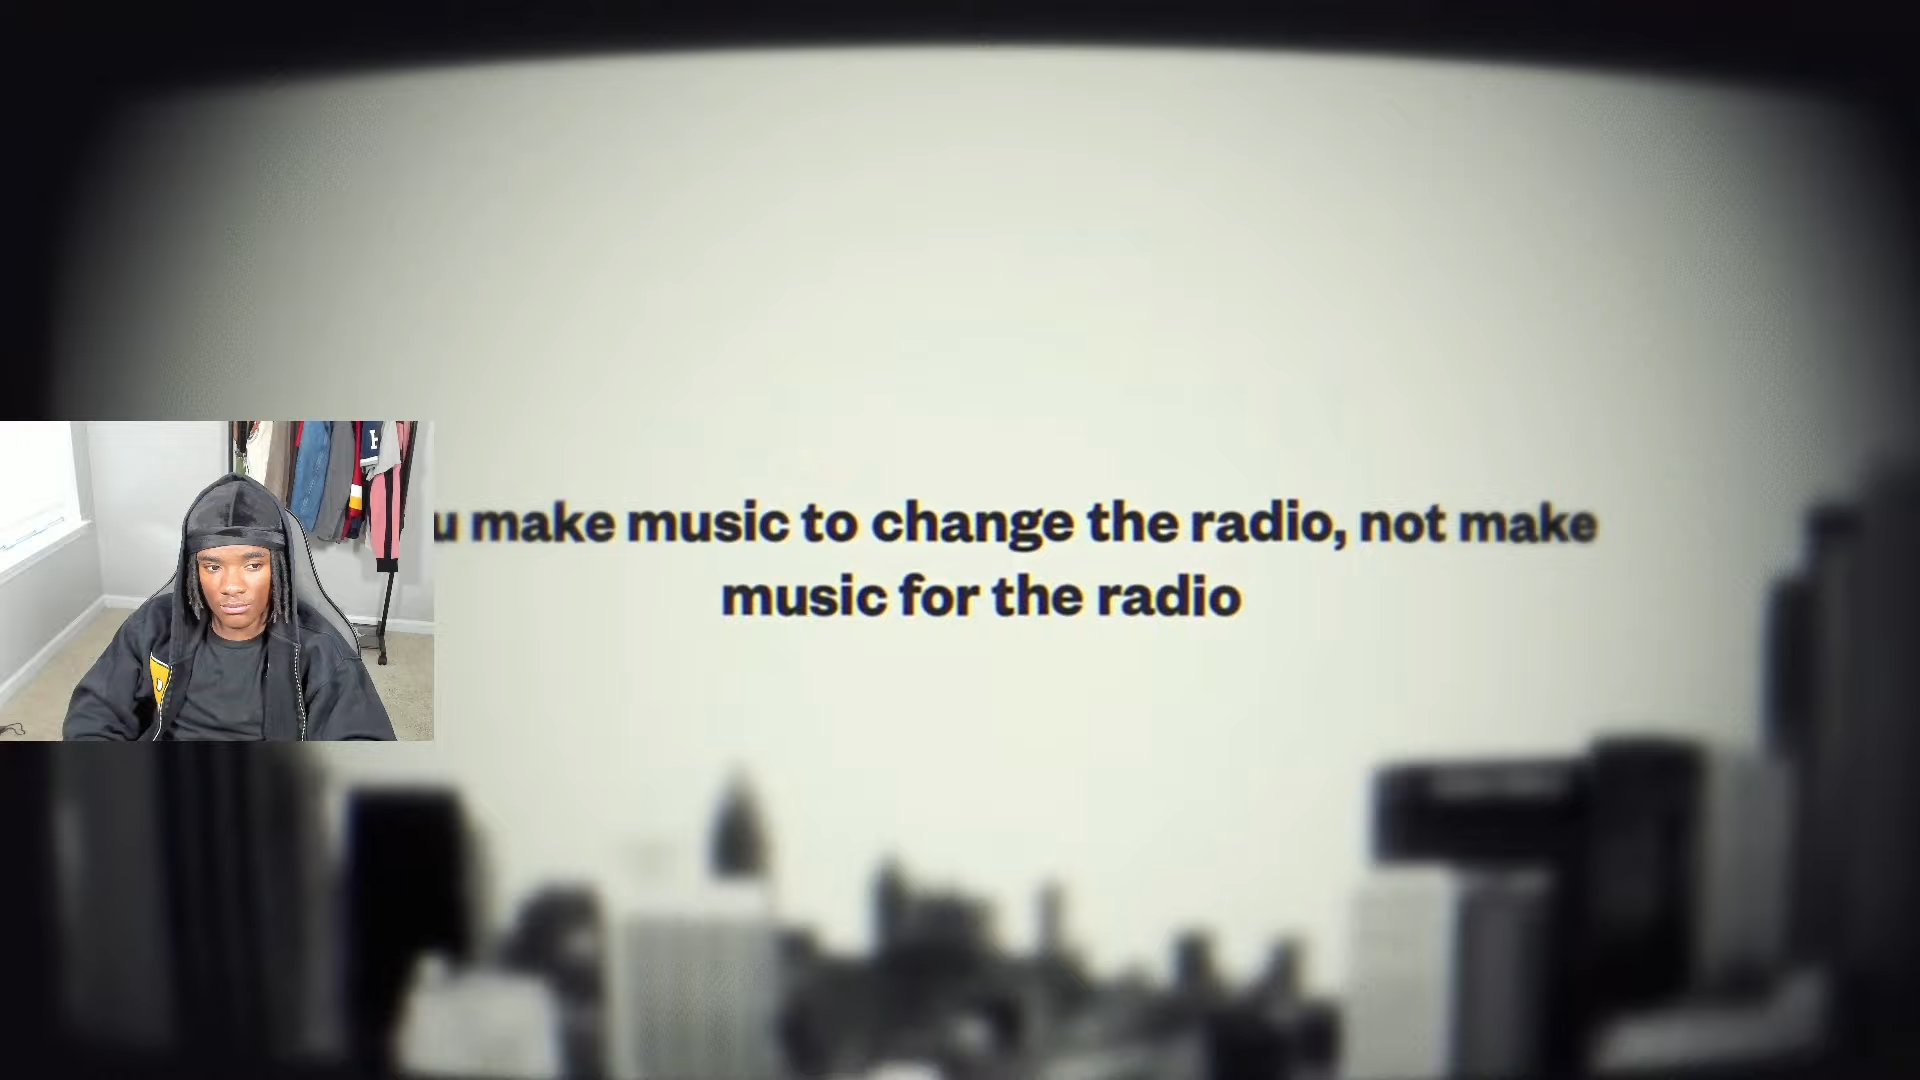 u make music to change the radio, not make
music for the radio